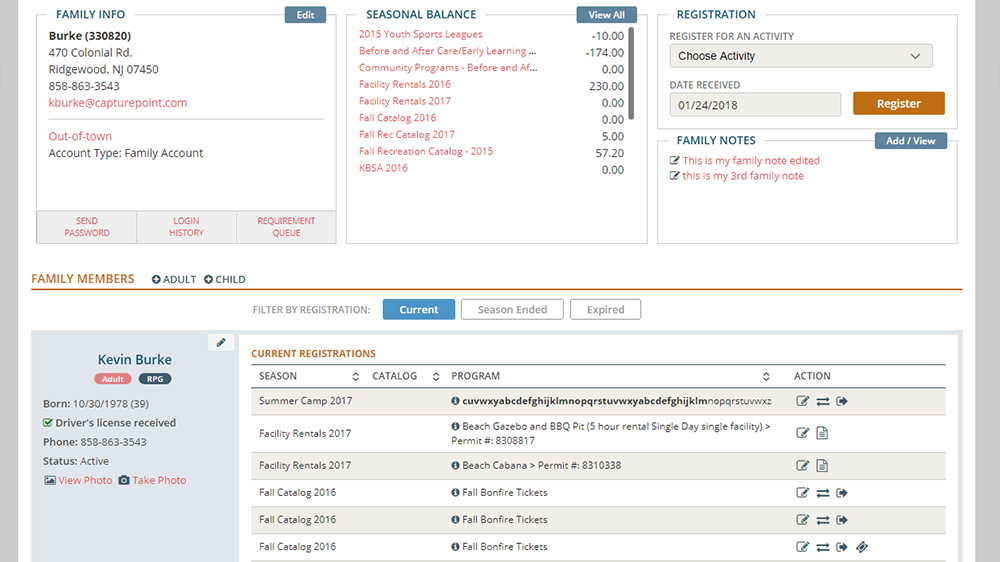 FAMILY INFO
Edit
Burke (330820)
470 Colonial Rd.
Ridgewood, NJ 07450
858-863-3543
kburke@capturepoint.com
Out-of-town
Account Type: Family Account
SEND PASSWORD
LOGIN HISTORY
REQUIREMENT QUEUE
SEASONAL BALANCE
View All
2015 Youth Sports Leagues -10.00
Before and After Care/Early Learning ... -174.00
Community Programs - Before and Af... 0.00
Facility Rentals 2016 230.00
Facility Rentals 2017 0.00
Fall Catalog 2016 0.00
Fall Rec Catalog 2017 5.00
Fall Recreation Catalog - 2015 57.20
KBSA 2016 0.00
REGISTRATION
REGISTER FOR AN ACTIVITY
Choose Activity
DATE RECEIVED
01/24/2018
Register
FAMILY NOTES
Add / View
This is my family note edited
this is my 3rd family note
FAMILY MEMBERS ADULT CHILD
FILTER BY REGISTRATION: Current Season Ended Expired
Kevin Burke
Adult RPG
Born: 10/30/1978 (39)
Driver's license received
Phone: 858-863-3543
Status: Active
View Photo Take Photo
CURRENT REGISTRATIONS
SEASON CATALOG PROGRAM ACTION
Summer Camp 2017 cuvwxyabcdefghijklmnopqrstuvwxyabcdefghijklmnopqrstuvwxz
Facility Rentals 2017 Beach Gazebo and BBQ Pit (5 hour rental Single Day single facility) >
Permit #: 8308817
Facility Rentals 2017 Beach Cabana > Permit #: 8310338
Fall Catalog 2016 Fall Bonfire Tickets
Fall Catalog 2016 Fall Bonfire Tickets
Fall Catalog 2016 Fall Bonfire Tickets